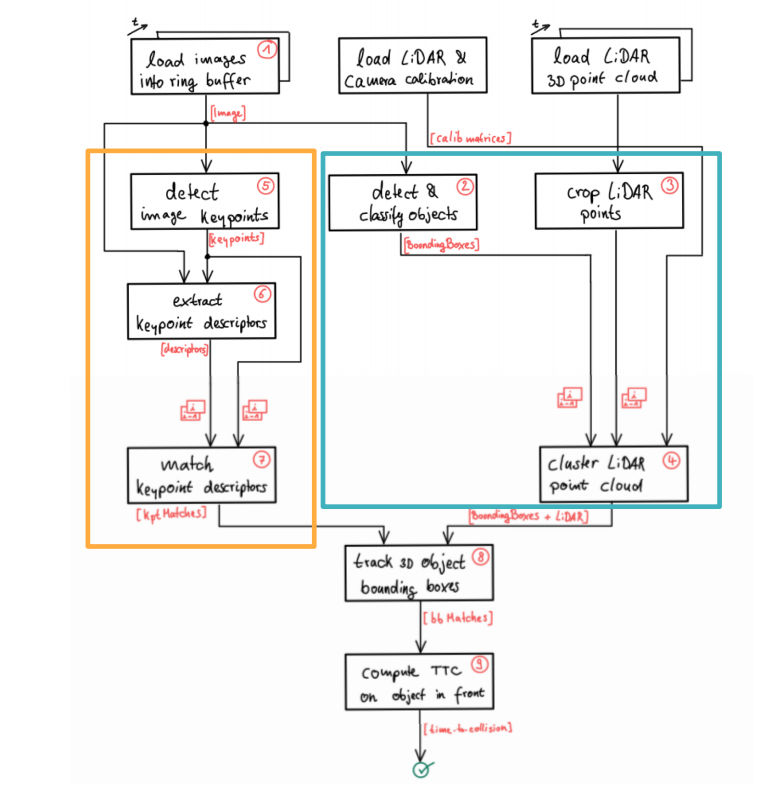 t
t
load images ①
into ring buffer
load LiDAR &
Camera calibration
load LiDAR
3D point cloud
[Image]
[calib matrices]
detect ⑤
image keypoints
detect & ②
classify objects
crop LiDAR ③
points
[keypoints]
[BoundingBoxes]
extract ⑥
keypoint descriptors
[descriptors]
i
i-1
i
i-1
i
i-1
i
i-1
match ⑦
keypoint descriptors
cluster LiDAR ④
point cloud
[KptMatches]
[BoundingBoxes + LiDAR]
track 3D object ⑧
bounding boxes
[bb Matches]
compute TTC ⑨
on object in front
[time-to-collision]